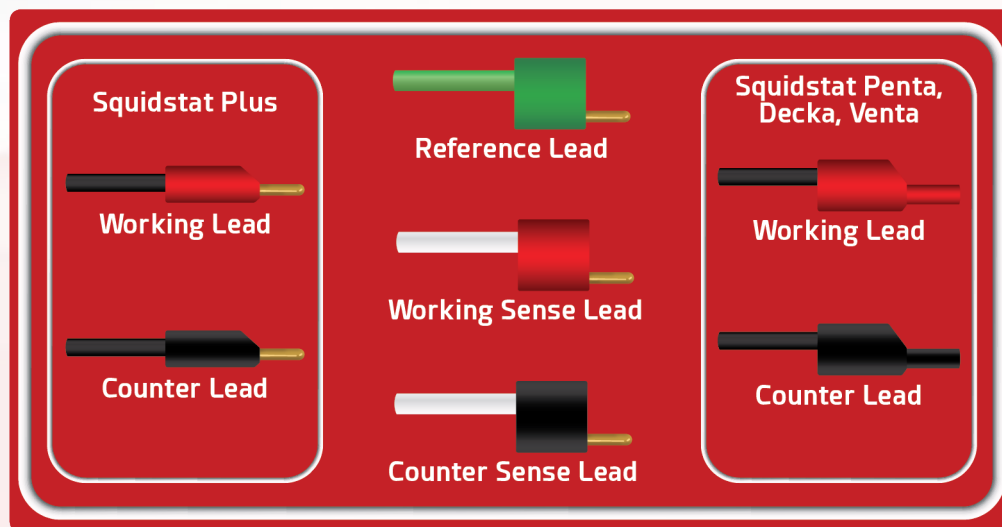 Squidstat Plus
Working Lead
Counter Lead
Reference Lead
Working Sense Lead
Counter Sense Lead
Squidstat Penta,
Decka, Venta
Working Lead
Counter Lead